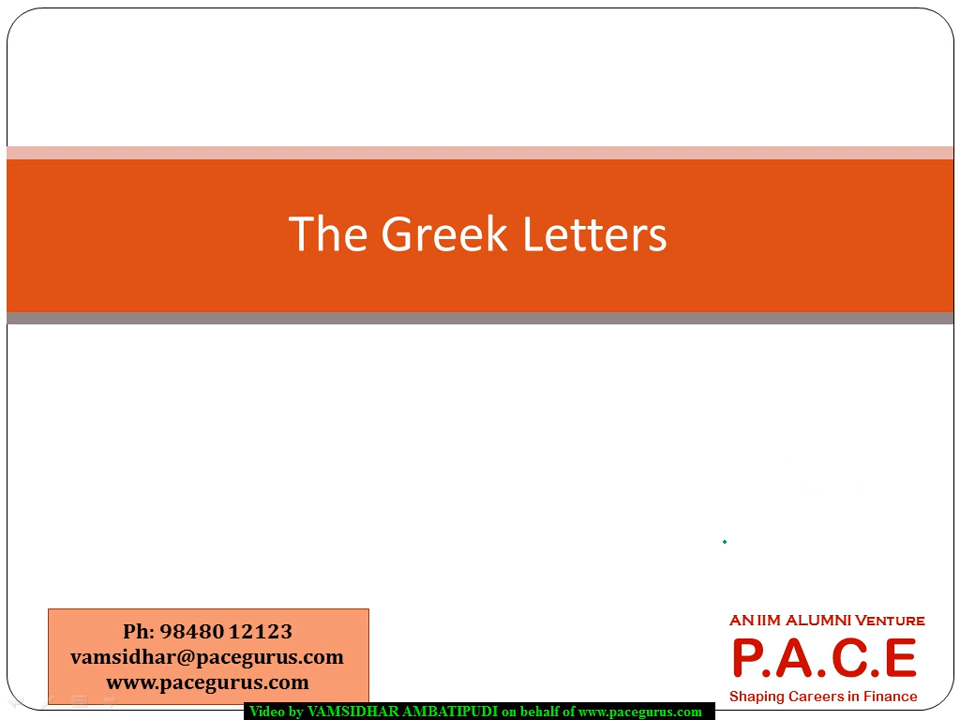 The Greek Letters
Ph: 98480 12123
vamsidhar@pacegurus.com
www.pacegurus.com
AN IIM ALUMNI VENTURE
P.A.C.E
Shaping Careers in Finance
Video by VAMSIDHAR AMBATIPUDI on behalf of www.pacegurus.com